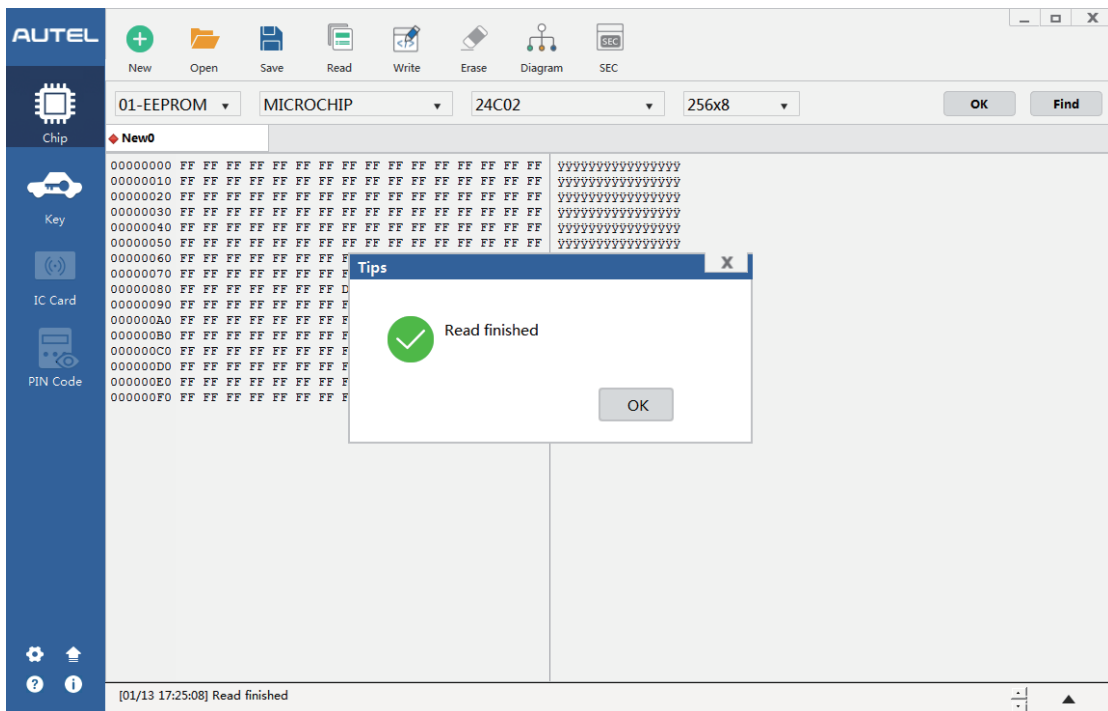 AUTEL
New Open Save Read Write Erase Diagram SEC
01-EEPROM MICROCHIP 24C02 256x8 OK Find
Chip
New0
Key
IC Card
PIN Code
00000000 FF FF FF FF FF FF FF FF FF FF FF FF FF FF FF FF ÿÿÿÿÿÿÿÿÿÿÿÿÿÿÿÿ
00000010 FF FF FF FF FF FF FF FF FF FF FF FF FF FF FF FF ÿÿÿÿÿÿÿÿÿÿÿÿÿÿÿÿ
00000020 FF FF FF FF FF FF FF FF FF FF FF FF FF FF FF FF ÿÿÿÿÿÿÿÿÿÿÿÿÿÿÿÿ
00000030 FF FF FF FF FF FF FF FF FF FF FF FF FF FF FF FF ÿÿÿÿÿÿÿÿÿÿÿÿÿÿÿÿ
00000040 FF FF FF FF FF FF FF FF FF FF FF FF FF FF FF FF ÿÿÿÿÿÿÿÿÿÿÿÿÿÿÿÿ
00000050 FF FF FF FF FF FF FF FF FF FF FF FF FF FF FF FF ÿÿÿÿÿÿÿÿÿÿÿÿÿÿÿÿ
00000060 FF FF FF FF FF FF FF
00000070 FF FF FF FF FF FF FF
00000080 FF FF FF FF FF FF FF
00000090 FF FF FF FF FF FF FF
000000A0 FF FF FF FF FF FF FF
000000B0 FF FF FF FF FF FF FF
000000C0 FF FF FF FF FF FF FF
000000D0 FF FF FF FF FF FF FF
000000E0 FF FF FF FF FF FF FF
000000F0 FF FF FF FF FF FF FF
Tips X
Read finished
OK
[01/13 17:25:08] Read finished